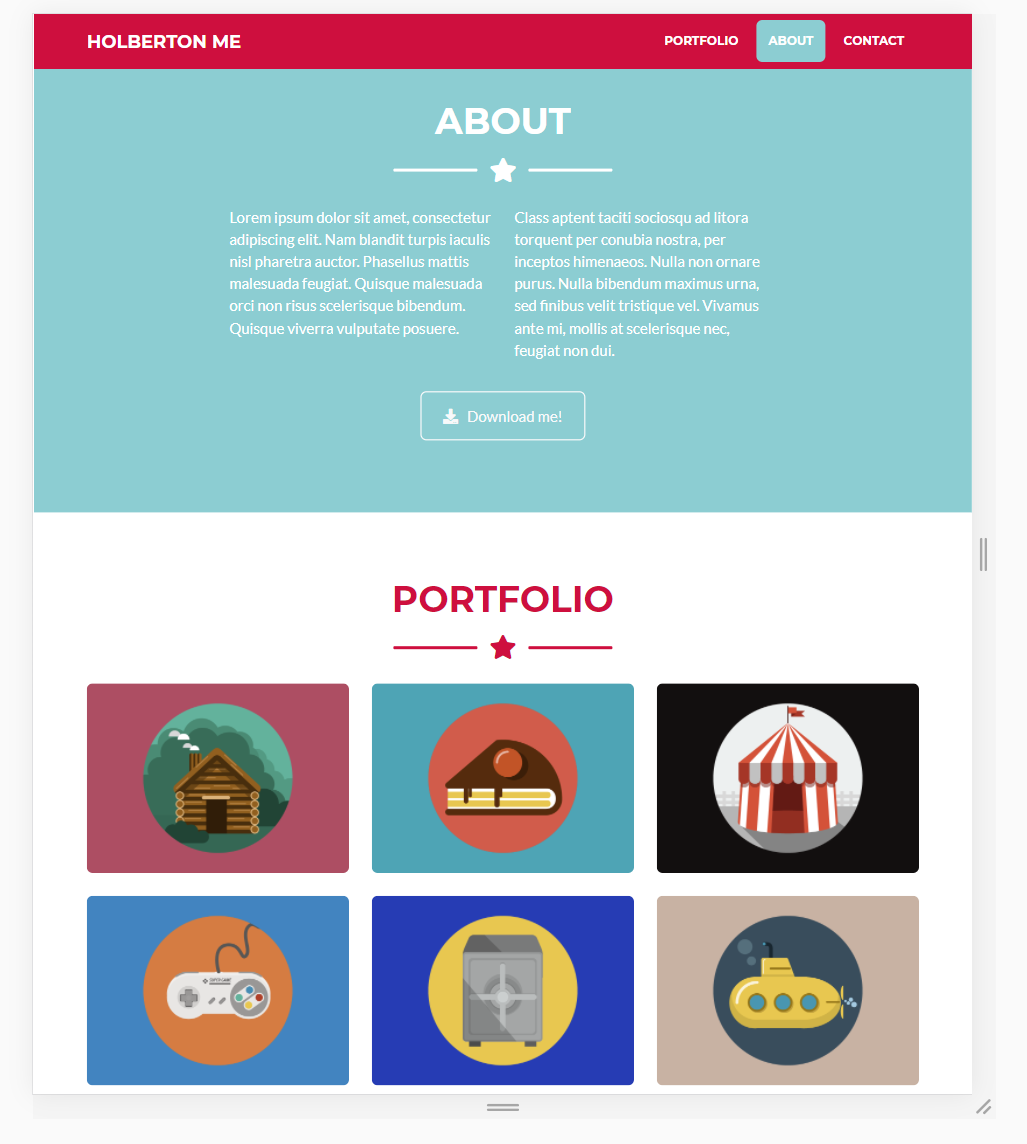 HOLBERTON ME
PORTFOLIO ABOUT CONTACT
ABOUT
Lorem ipsum dolor sit amet, consectetur
adipiscing elit. Nam blandit turpis iaculis
nisl pharetra auctor. Phasellus mattis
malesuada feugiat. Quisque malesuada
orci non risus scelerisque bibendum.
Quisque viverra vulputate posuere.
Class aptent taciti sociosqu ad litora
torquent per conubia nostra, per
inceptos himenaeos. Nulla non ornare
purus. Nulla bibendum maximus urna,
sed finibus velit tristique vel. Vivamus
ante mi, mollis at scelerisque nec,
feugiat non dui.
Download me!
PORTFOLIO